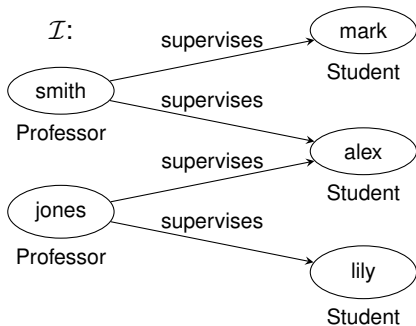 I:
supervises
mark
Student
smith
Professor
supervises
supervises
alex
Student
jones
Professor
supervises
lily
Student